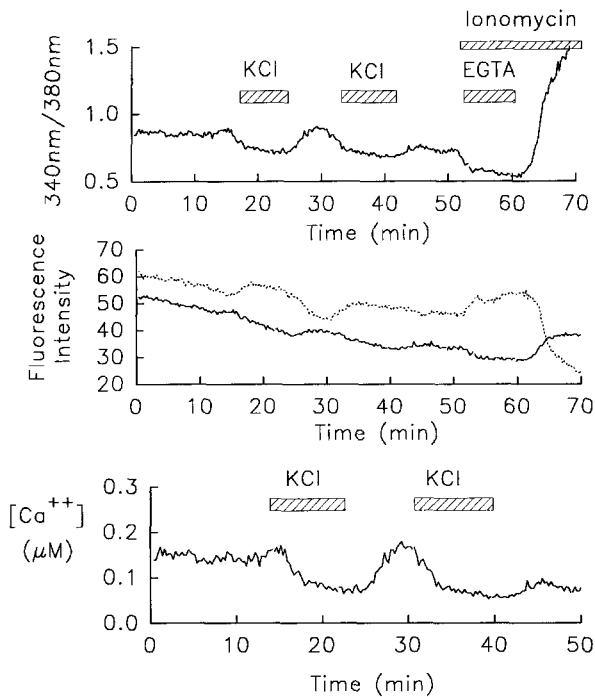 Ionomycin
KCl KCl EGTA
340nm/380nm
1.5
1.0
0.5
0 10 20 30 40 50 60 70
Time (min)
Fluorescence
Intensity
70
60
50
40
30
20
0 10 20 30 40 50 60 70
Time (min)
KCl KCl
[Ca++]
(μM)
0.3
0.2
0.1
0.0
0 10 20 30 40 50
Time (min)